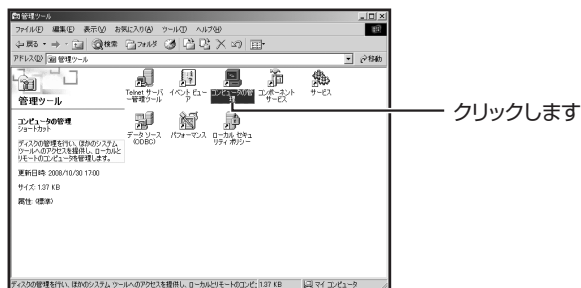 管理ツール
ファイル(F) 編集(E) 表示(V) お気に入り(A) ツール(T) ヘルプ(H)
戻る 検索 フォルダ
アドレス(D) 管理ツール 移動
管理ツール
コンピュータの管理
ショートカット
ディスクの管理を行い、ほかのシステム
ツールへのアクセスを提供し、ローカルと
リモートのコンピュータを管理します。
更新日時: 2008/10/30 17:00
サイズ: 1.37 KB
属性: (標準)
Telnet サーバ
ー管理ツール
イベント ビュー
ア
コンピュータの管
理
コンポーネント
サービス
サービス
データ ソース
(ODBC)
パフォーマンス
ローカル セキュ
リティ ポリシー
クリックします
ディスクの管理を行い、ほかのシステム ツールへのアクセスを提供し、ローカルとリモートのコンピ 1.37 KB マイ コンピュータ